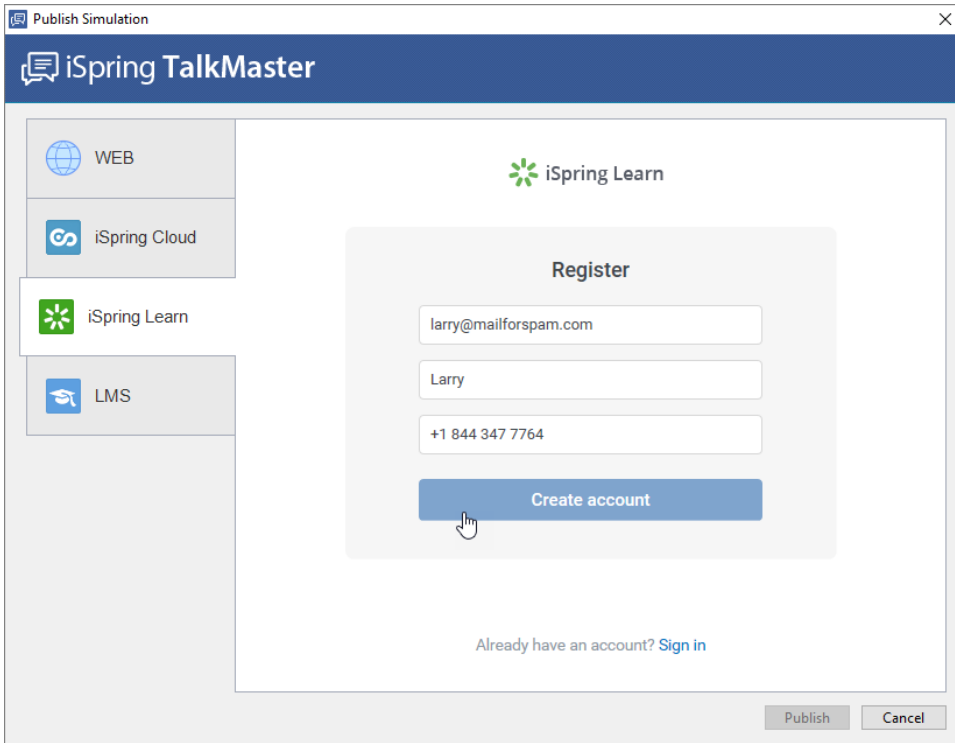 Publish Simulation
iSpring TalkMaster
WEB
iSpring Cloud
iSpring Learn
LMS
iSpring Learn
Register
larry@mailforspam.com
Larry
+1 844 347 7764
Create account
Already have an account? Sign in
Publish
Cancel